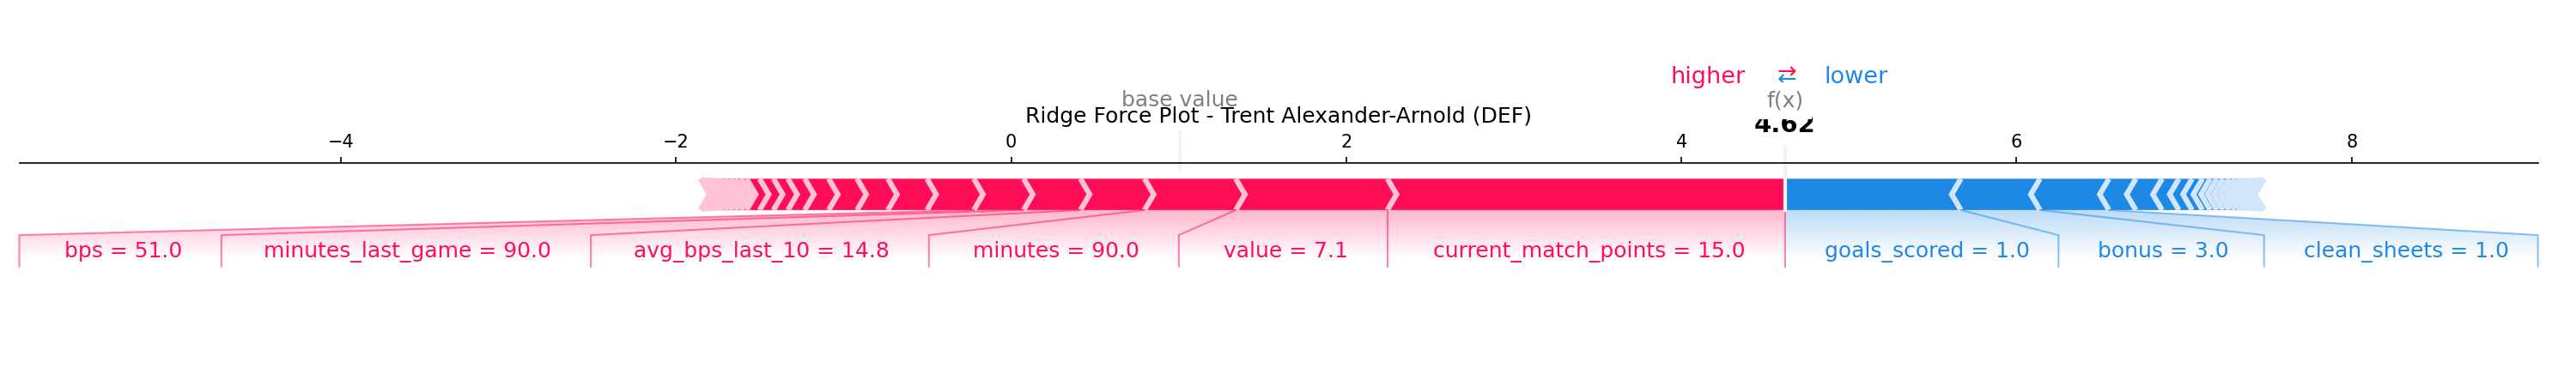 higher ⇄ lower
base value
f(x)
Ridge Force Plot - Trent Alexander-Arnold (DEF)
4.62
−4 −2 0 2 4 6 8
bps = 51.0 minutes_last_game = 90.0 avg_bps_last_10 = 14.8 minutes = 90.0 value = 7.1 current_match_points = 15.0 goals_scored = 1.0 bonus = 3.0 clean_sheets = 1.0